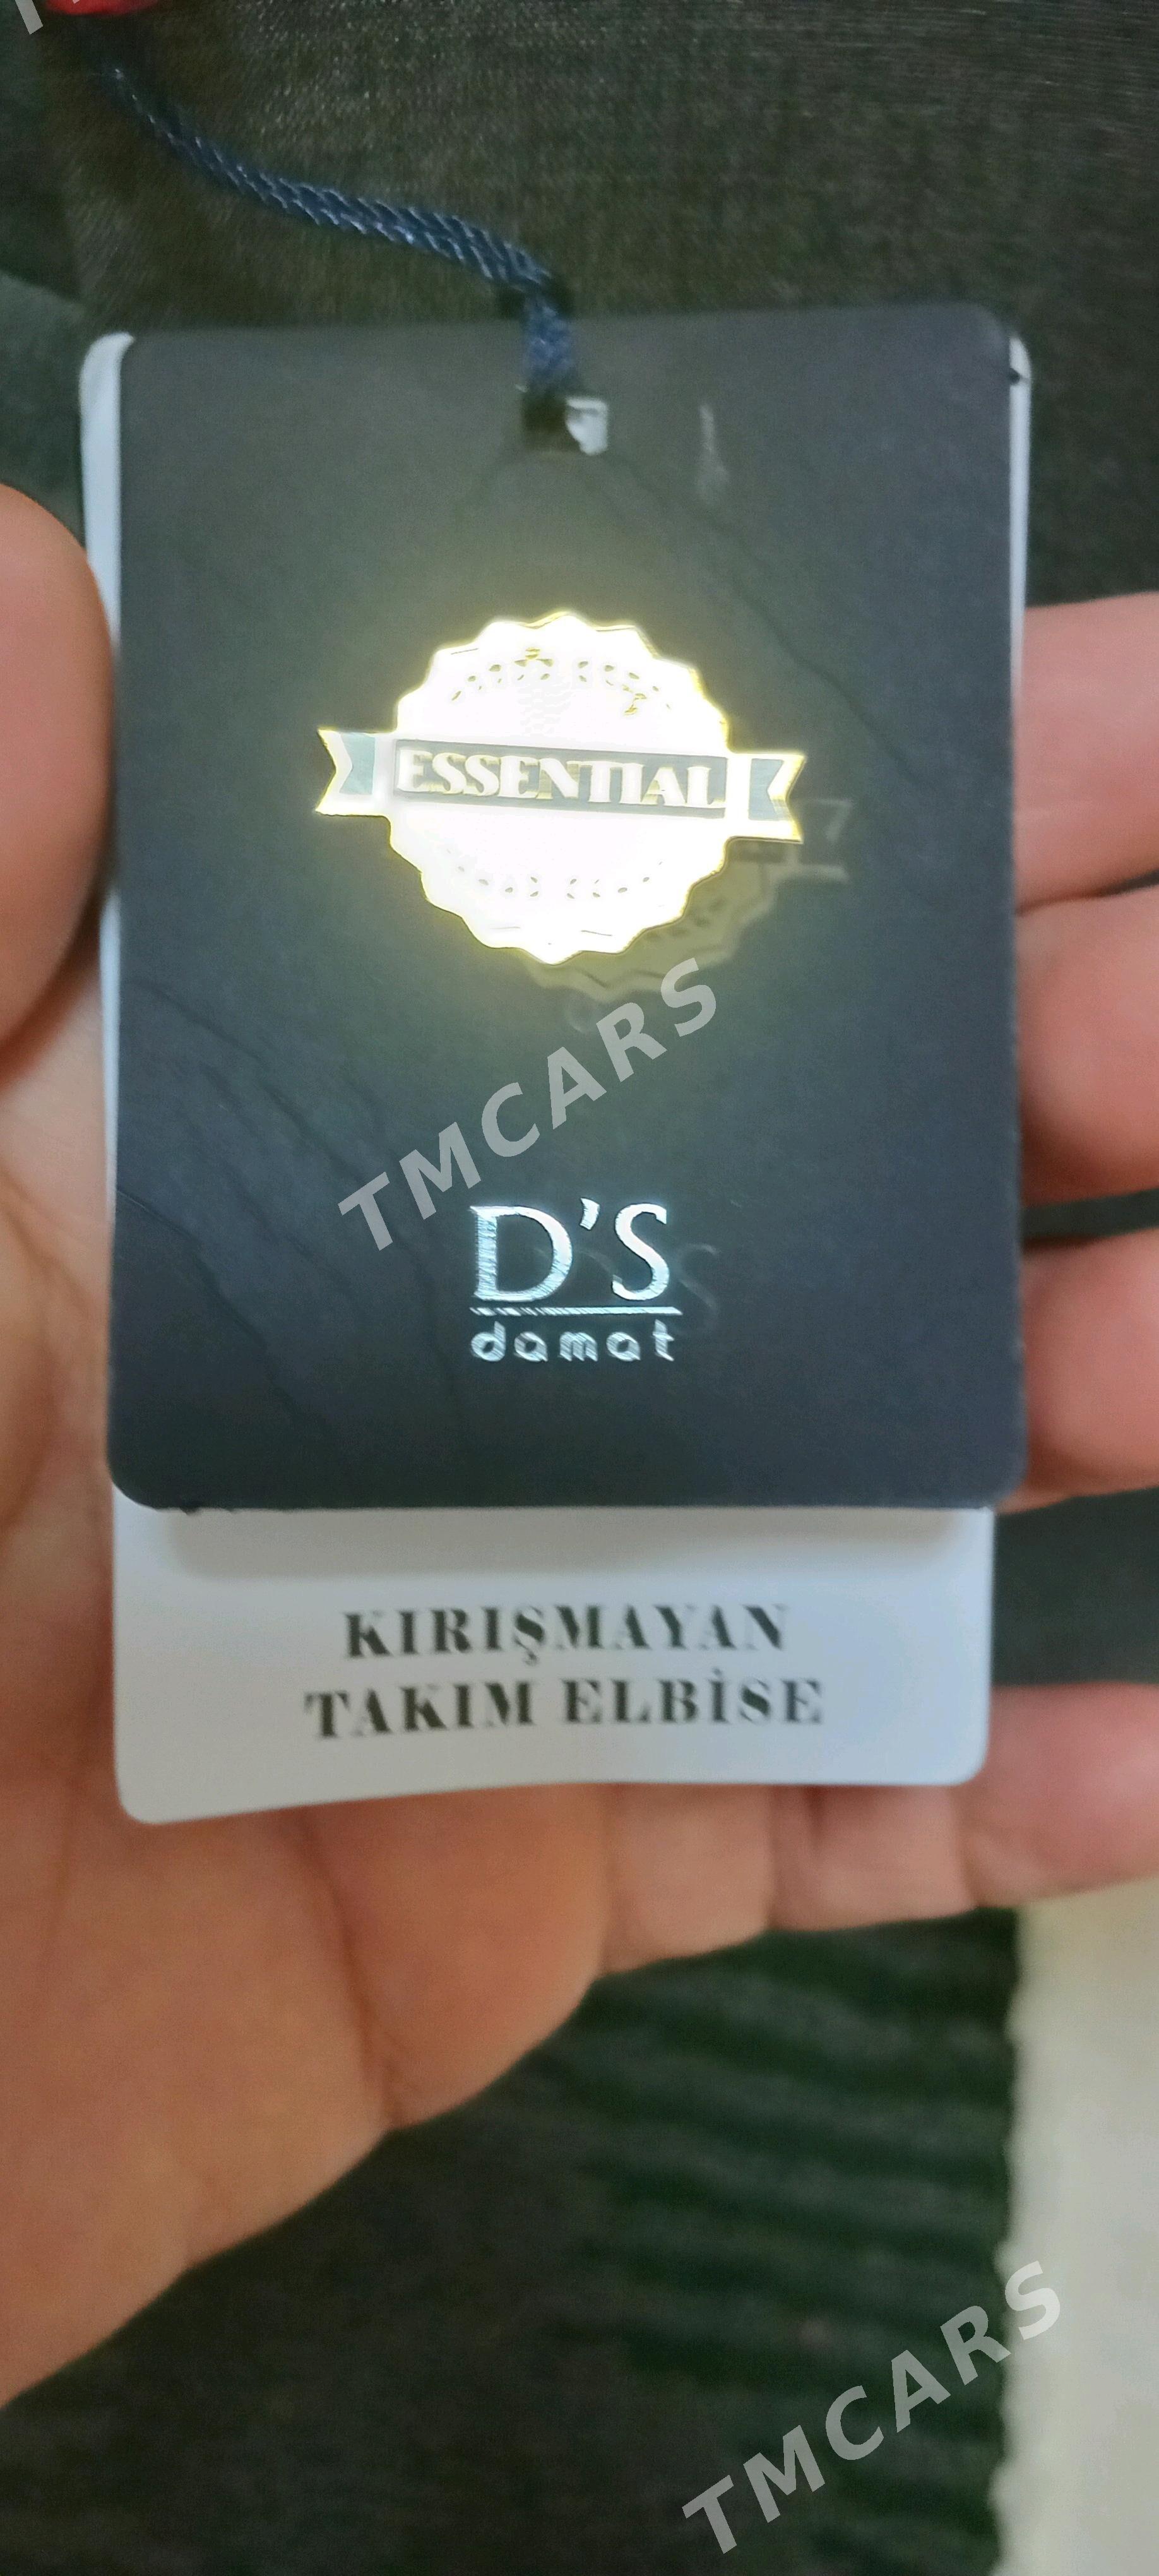 ESSENTIAL
TMCARS
D'S
damat
KIRIŞMAYAN
TAKIM ELBİSE
TMCARS